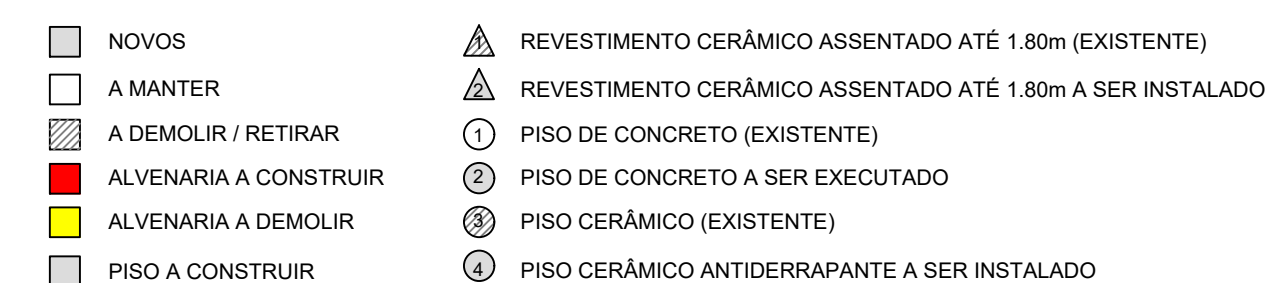 NOVOS
A MANTER
A DEMOLIR / RETIRAR
ALVENARIA A CONSTRUIR
ALVENARIA A DEMOLIR
PISO A CONSTRUIR
1 REVESTIMENTO CERÂMICO ASSENTADO ATÉ 1.80m (EXISTENTE)
2 REVESTIMENTO CERÂMICO ASSENTADO ATÉ 1.80m A SER INSTALADO
1 PISO DE CONCRETO (EXISTENTE)
2 PISO DE CONCRETO A SER EXECUTADO
3 PISO CERÂMICO (EXISTENTE)
4 PISO CERÂMICO ANTIDERRAPANTE A SER INSTALADO